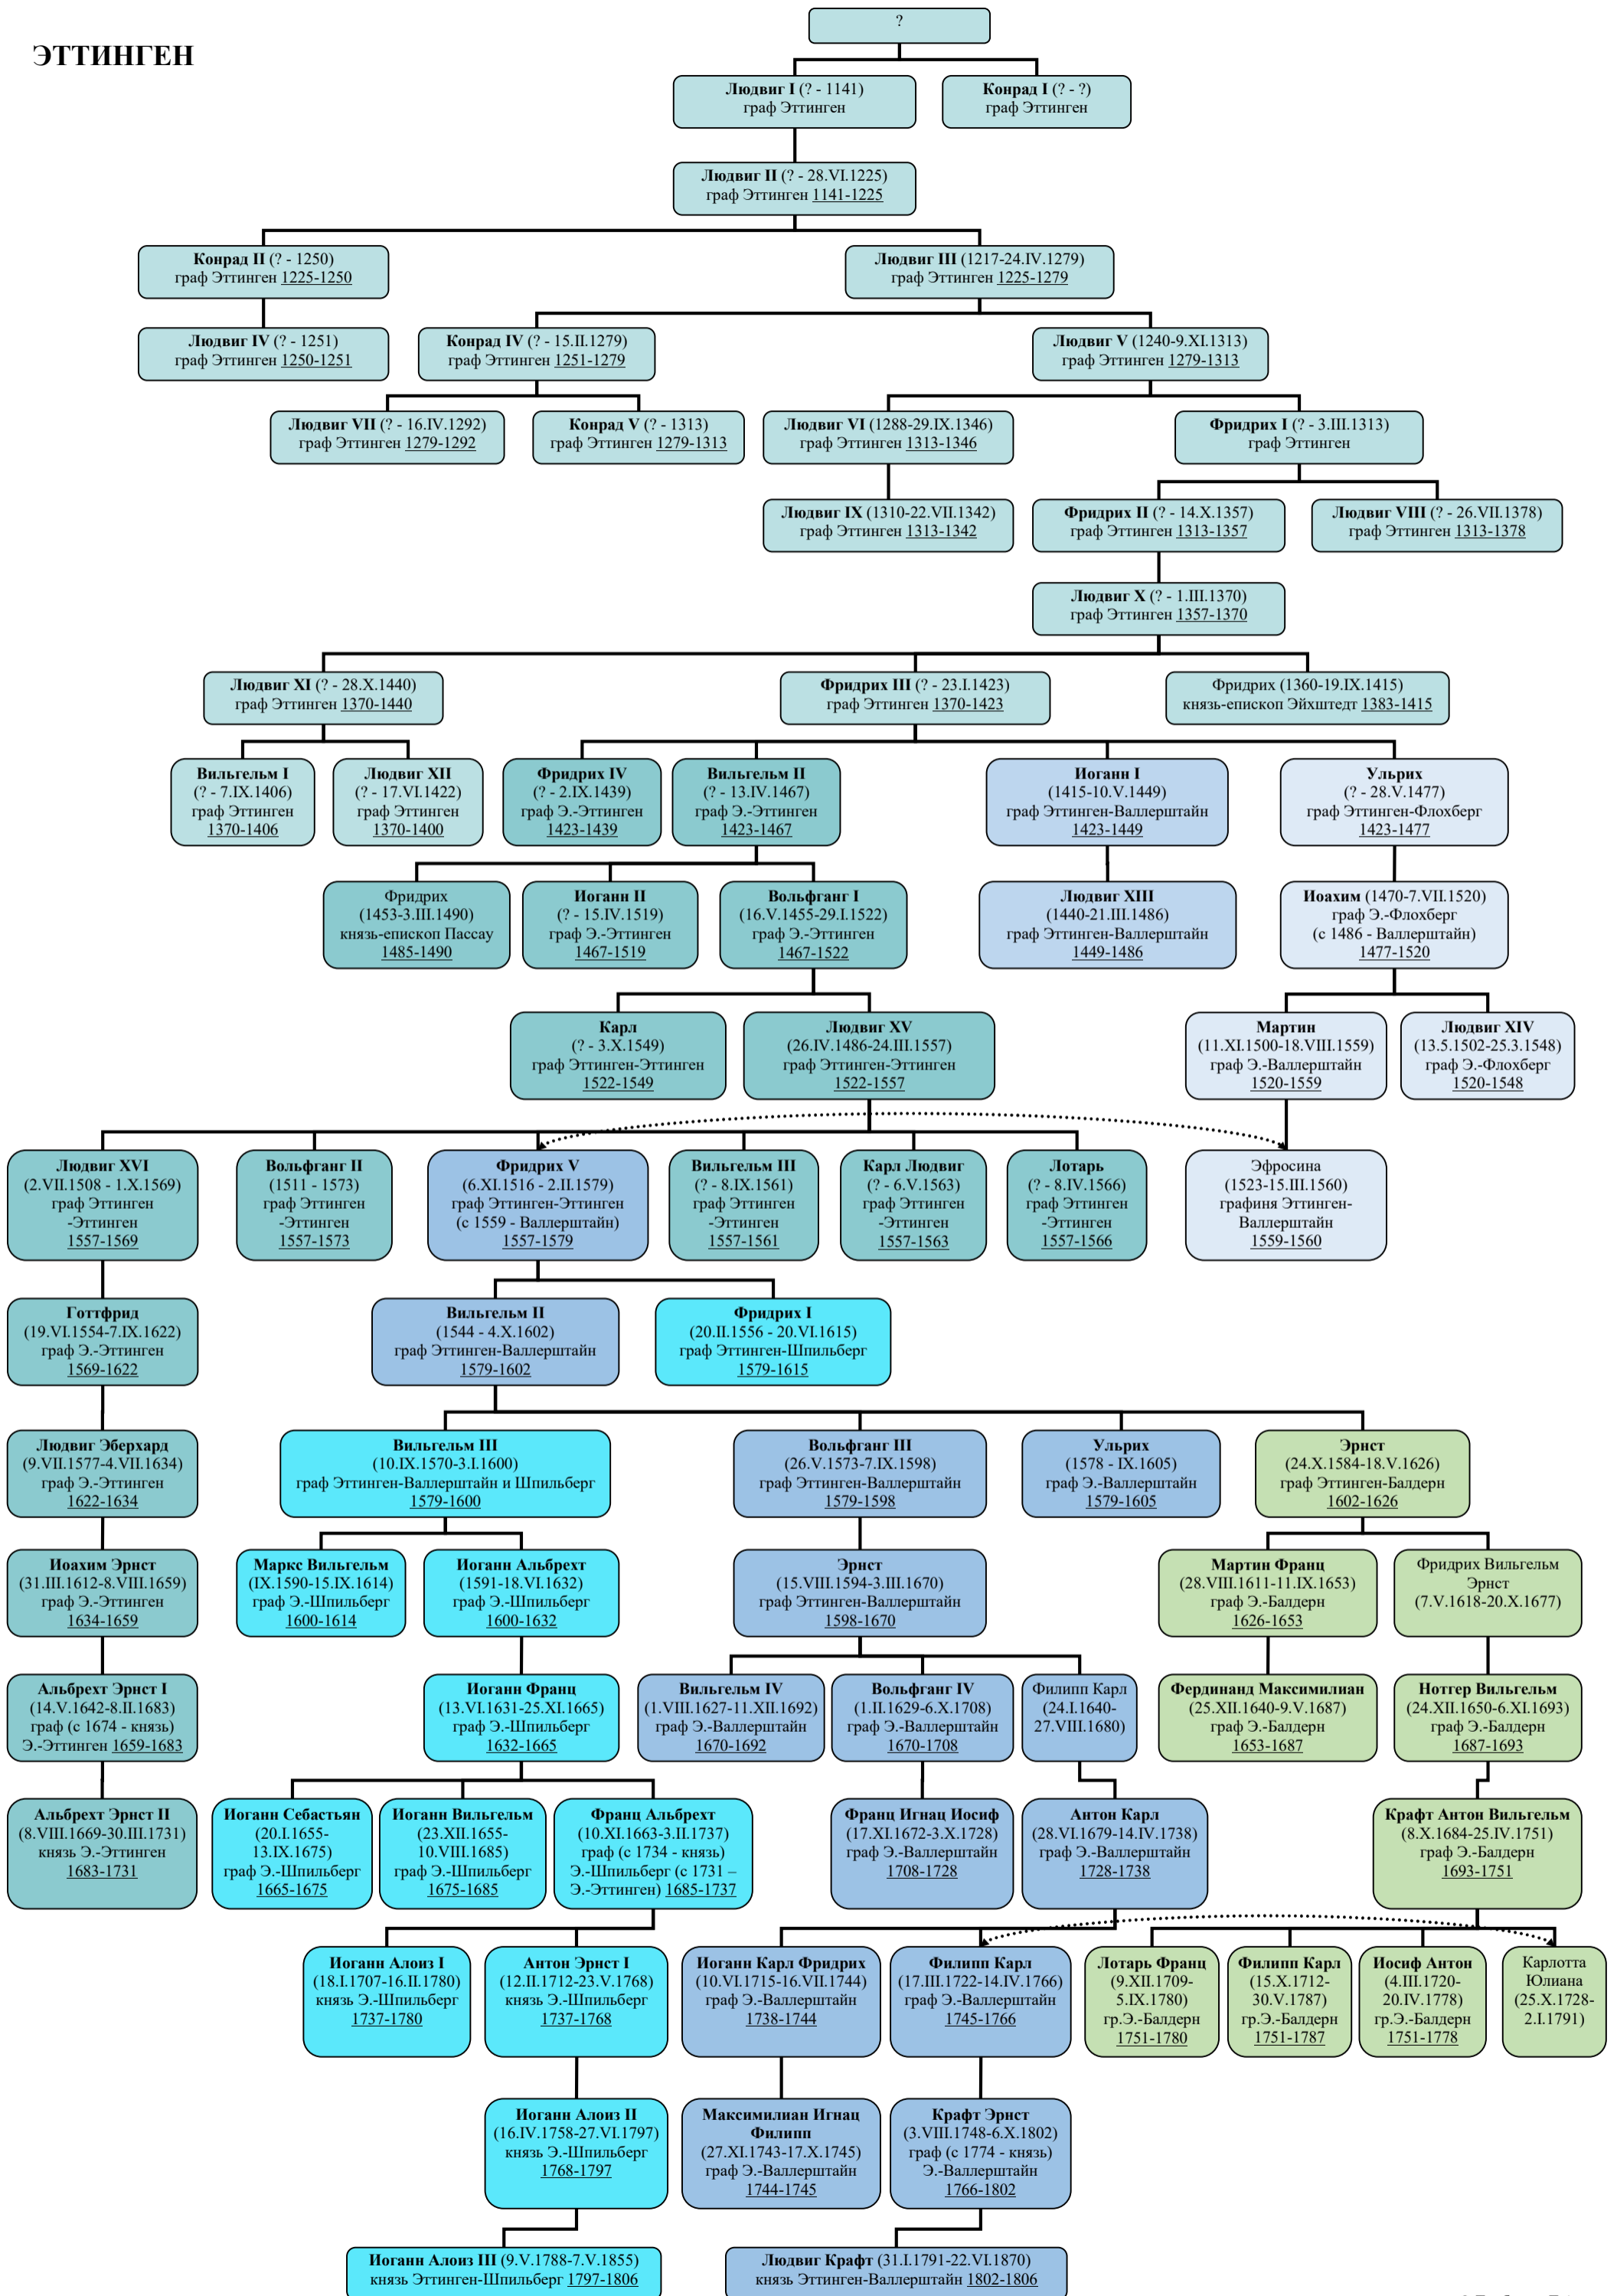 ?
ЭТТИНГЕН
Людвиг I (? - 1141)
граф Эттинген
Конрад I (? - ?)
граф Эттинген
Людвиг II (? - 28.VI.1225)
граф Эттинген 1141-1225
Конрад II (? - 1250)
граф Эттинген 1225-1250
Людвиг III (1217-24.IV.1279)
граф Эттинген 1225-1279
Людвиг IV (? - 1251)
граф Эттинген 1250-1251
Конрад IV (? - 15.II.1279)
граф Эттинген 1251-1279
Людвиг V (1240-9.XI.1313)
граф Эттинген 1279-1313
Людвиг VII (? - 16.IV.1292)
граф Эттинген 1279-1292
Конрад V (? - 1313)
граф Эттинген 1279-1313
Людвиг VI (1288-29.IX.1346)
граф Эттинген 1313-1346
Фридрих I (? - 3.III.1313)
граф Эттинген
Людвиг IX (1310-22.VII.1342)
граф Эттинген 1313-1342
Фридрих II (? - 14.X.1357)
граф Эттинген 1313-1357
Людвиг VIII (? - 26.VII.1378)
граф Эттинген 1313-1378
Людвиг X (? - 1.III.1370)
граф Эттинген 1357-1370
Людвиг XI (? - 28.X.1440)
граф Эттинген 1370-1440
Фридрих III (? - 23.I.1423)
граф Эттинген 1370-1423
Фридрих (1360-19.IX.1415)
князь-епископ Эйхштедт 1383-1415
Вильгельм I
(? - 7.IX.1406)
граф Эттинген
1370-1406
Людвиг XII
(? - 17.VI.1422)
граф Эттинген
1370-1400
Фридрих IV
(? - 2.IX.1439)
граф Э.-Эттинген
1423-1439
Вильгельм II
(? - 13.IV.1467)
граф Э.-Эттинген
1423-1467
Иоганн I
(1415-10.V.1449)
граф Эттинген-Валлерштайн
1423-1449
Ульрих
(? - 28.V.1477)
граф Эттинген-Флохберг
1423-1477
Фридрих
(1453-3.III.1490)
князь-епископ Пассау
1485-1490
Иоганн II
(? - 15.IV.1519)
граф Э.-Эттинген
1467-1519
Вольфганг I
(16.V.1455-29.I.1522)
граф Э.-Эттинген
1467-1522
Людвиг XIII
(1440-21.III.1486)
граф Эттинген-Валлерштайн
1449-1486
Иоахим (1470-7.VII.1520)
граф Э.-Флохберг
(с 1486 - Валлерштайн)
1477-1520
Карл
(? - 3.X.1549)
граф Эттинген-Эттинген
1522-1549
Людвиг XV
(26.IV.1486-24.III.1557)
граф Эттинген-Эттинген
1522-1557
Мартин
(11.XI.1500-18.VIII.1559)
граф Э.-Валлерштайн
1520-1559
Людвиг XIV
(13.5.1502-25.3.1548)
граф Э.-Флохберг
1520-1548
Людвиг XVI
(2.VII.1508 - 1.X.1569)
граф Эттинген
-Эттинген
1557-1569
Вольфганг II
(1511 - 1573)
граф Эттинген
-Эттинген
1557-1573
Фридрих V
(6.XI.1516 - 2.II.1579)
граф Эттинген-Эттинген
(с 1559 - Валлерштайн)
1557-1579
Вильгельм III
(? - 8.IX.1561)
граф Эттинген
-Эттинген
1557-1561
Карл Людвиг
(? - 6.V.1563)
граф Эттинген
-Эттинген
1557-1563
Лотарь
(? - 8.IV.1566)
граф Эттинген
-Эттинген
1557-1566
Эфросина
(1523-15.III.1560)
графиня Эттинген-
Валлерштайн
1559-1560
Готтфрид
(19.VI.1554-7.IX.1622)
граф Э.-Эттинген
1569-1622
Вильгельм II
(1544 - 4.X.1602)
граф Эттинген-Валлерштайн
1579-1602
Фридрих I
(20.II.1556 - 20.VI.1615)
граф Эттинген-Шпильберг
1579-1615
Людвиг Эберхард
(9.VII.1577-4.VII.1634)
граф Э.-Эттинген
1622-1634
Вильгельм III
(10.IX.1570-3.I.1600)
граф Эттинген-Валлерштайн и Шпильберг
1579-1600
Вольфганг III
(26.V.1573-7.IX.1598)
граф Эттинген-Валлерштайн
1579-1598
Ульрих
(1578 - IX.1605)
граф Э.-Валлерштайн
1579-1605
Эрнст
(24.X.1584-18.V.1626)
граф Эттинген-Балдерн
1602-1626
Иоахим Эрнст
(31.III.1612-8.VIII.1659)
граф Э.-Эттинген
1634-1659
Маркс Вильгельм
(IX.1590-15.IX.1614)
граф Э.-Шпильберг
1600-1614
Иоганн Альбрехт
(1591-18.VI.1632)
граф Э.-Шпильберг
1600-1632
Эрнст
(15.VIII.1594-3.III.1670)
граф Эттинген-Валлерштайн
1598-1670
Мартин Франц
(28.VIII.1611-11.IX.1653)
граф Э.-Балдерн
1626-1653
Фридрих Вильгельм
Эрнст
(7.V.1618-20.X.1677)
Альбрехт Эрнст I
(14.V.1642-8.II.1683)
граф (с 1674 - князь)
Э.-Эттинген 1659-1683
Иоганн Франц
(13.VI.1631-25.XI.1665)
граф Э.-Шпильберг
1632-1665
Вильгельм IV
(1.VIII.1627-11.XII.1692)
граф Э.-Валлерштайн
1670-1692
Вольфганг IV
(1.II.1629-6.X.1708)
граф Э.-Валлерштайн
1670-1708
Филипп Карл
(24.I.1640-
27.VIII.1680)
Фердинанд Максимилиан
(25.XII.1640-9.V.1687)
граф Э.-Балдерн
1653-1687
Нотгер Вильгельм
(24.XII.1650-6.XI.1693)
граф Э.-Балдерн
1687-1693
Альбрехт Эрнст II
(8.VIII.1669-30.III.1731)
князь Э.-Эттинген
1683-1731
Иоганн Себастьян
(20.I.1655-
13.IX.1675)
граф Э.-Шпильберг
1665-1675
Иоганн Вильгельм
(23.XII.1655-
10.VIII.1685)
граф Э.-Шпильберг
1675-1685
Франц Альбрехт
(10.XI.1663-3.II.1737)
граф (с 1734 - князь)
Э.-Шпильберг (с 1731 –
Э.-Эттинген) 1685-1737
Франц Игнац Иосиф
(17.XI.1672-3.X.1728)
граф Э.-Валлерштайн
1708-1728
Антон Карл
(28.VI.1679-14.IV.1738)
граф Э.-Валлерштайн
1728-1738
Крафт Антон Вильгельм
(8.X.1684-25.IV.1751)
граф Э.-Балдерн
1693-1751
Иоганн Алоиз I
(18.I.1707-16.II.1780)
князь Э.-Шпильберг
1737-1780
Антон Эрнст I
(12.II.1712-23.V.1768)
князь Э.-Шпильберг
1737-1768
Иоганн Карл Фридрих
(10.VI.1715-16.VII.1744)
граф Э.-Валлерштайн
1738-1744
Филипп Карл
(17.III.1722-14.IV.1766)
граф Э.-Валлерштайн
1745-1766
Лотарь Франц
(9.XII.1709-
5.IX.1780)
гр.Э.-Балдерн
1751-1780
Филипп Карл
(15.X.1712-
30.V.1787)
гр.Э.-Балдерн
1751-1787
Иосиф Антон
(4.III.1720-
20.IV.1778)
гр.Э.-Балдерн
1751-1778
Карлотта
Юлиана
(25.X.1728-
2.I.1791)
Иоганн Алоиз II
(16.IV.1758-27.VI.1797)
князь Э.-Шпильберг
1768-1797
Максимилиан Игнац
Филипп
(27.XI.1743-17.X.1745)
граф Э.-Валлерштайн
1744-1745
Крафт Эрнст
(3.VIII.1748-6.X.1802)
граф (с 1774 - князь)
Э.-Валлерштайн
1766-1802
Иоганн Алоиз III (9.V.1788-7.V.1855)
князь Эттинген-Шпильберг 1797-1806
Людвиг Крафт (31.I.1791-22.VI.1870)
князь Эттинген-Валлерштайн 1802-1806